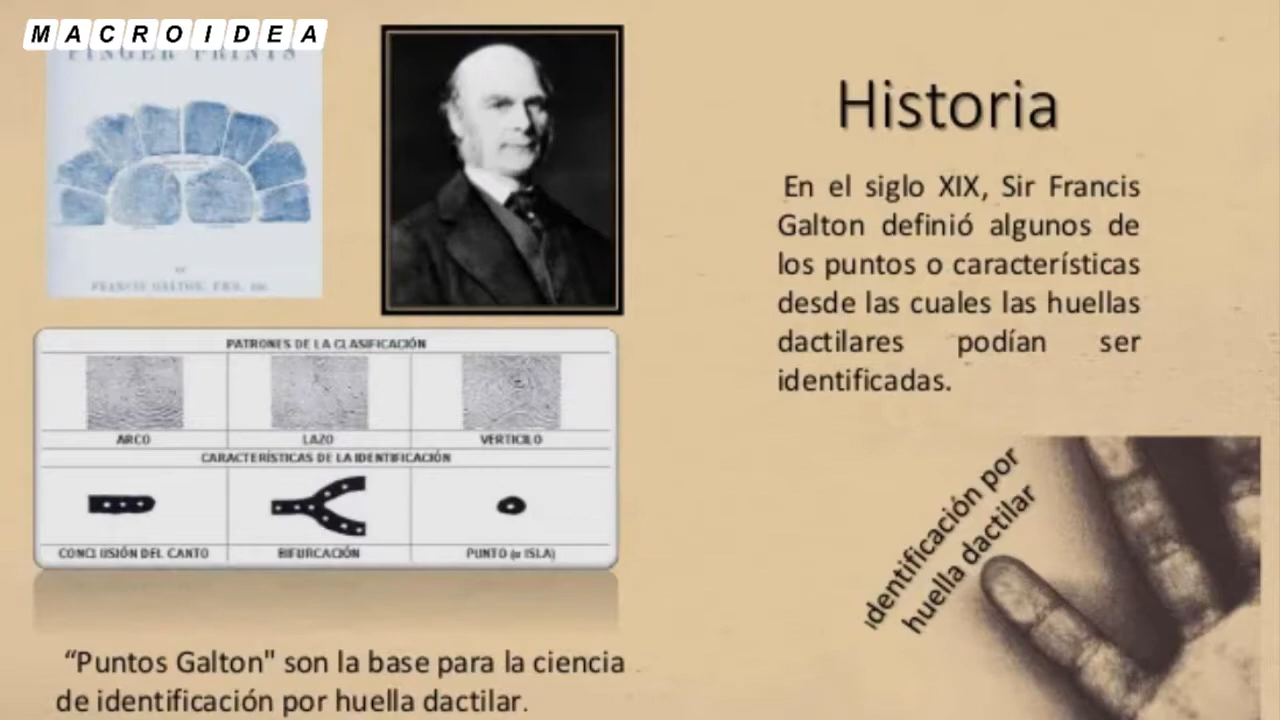 MACROIDEA
FINGER PRINTS
BY
FRANCIS GALTON, F.R.S., Etc.
PATRONES DE LA CLASIFICACIÓN
ARCO LAZO VERTICILO
CARACTERÍSTICAS DE LA IDENTIFICACIÓN
CONCLUSIÓN DEL CANTO BIFURCACIÓN PUNTO (o ISLA)
“Puntos Galton" son la base para la ciencia
de identificación por huella dactilar.
Historia
En el siglo XIX, Sir Francis
Galton definió algunos de
los puntos o características
desde las cuales las huellas
dactilares podían ser
identificadas.
Identificación por
huella dactilar